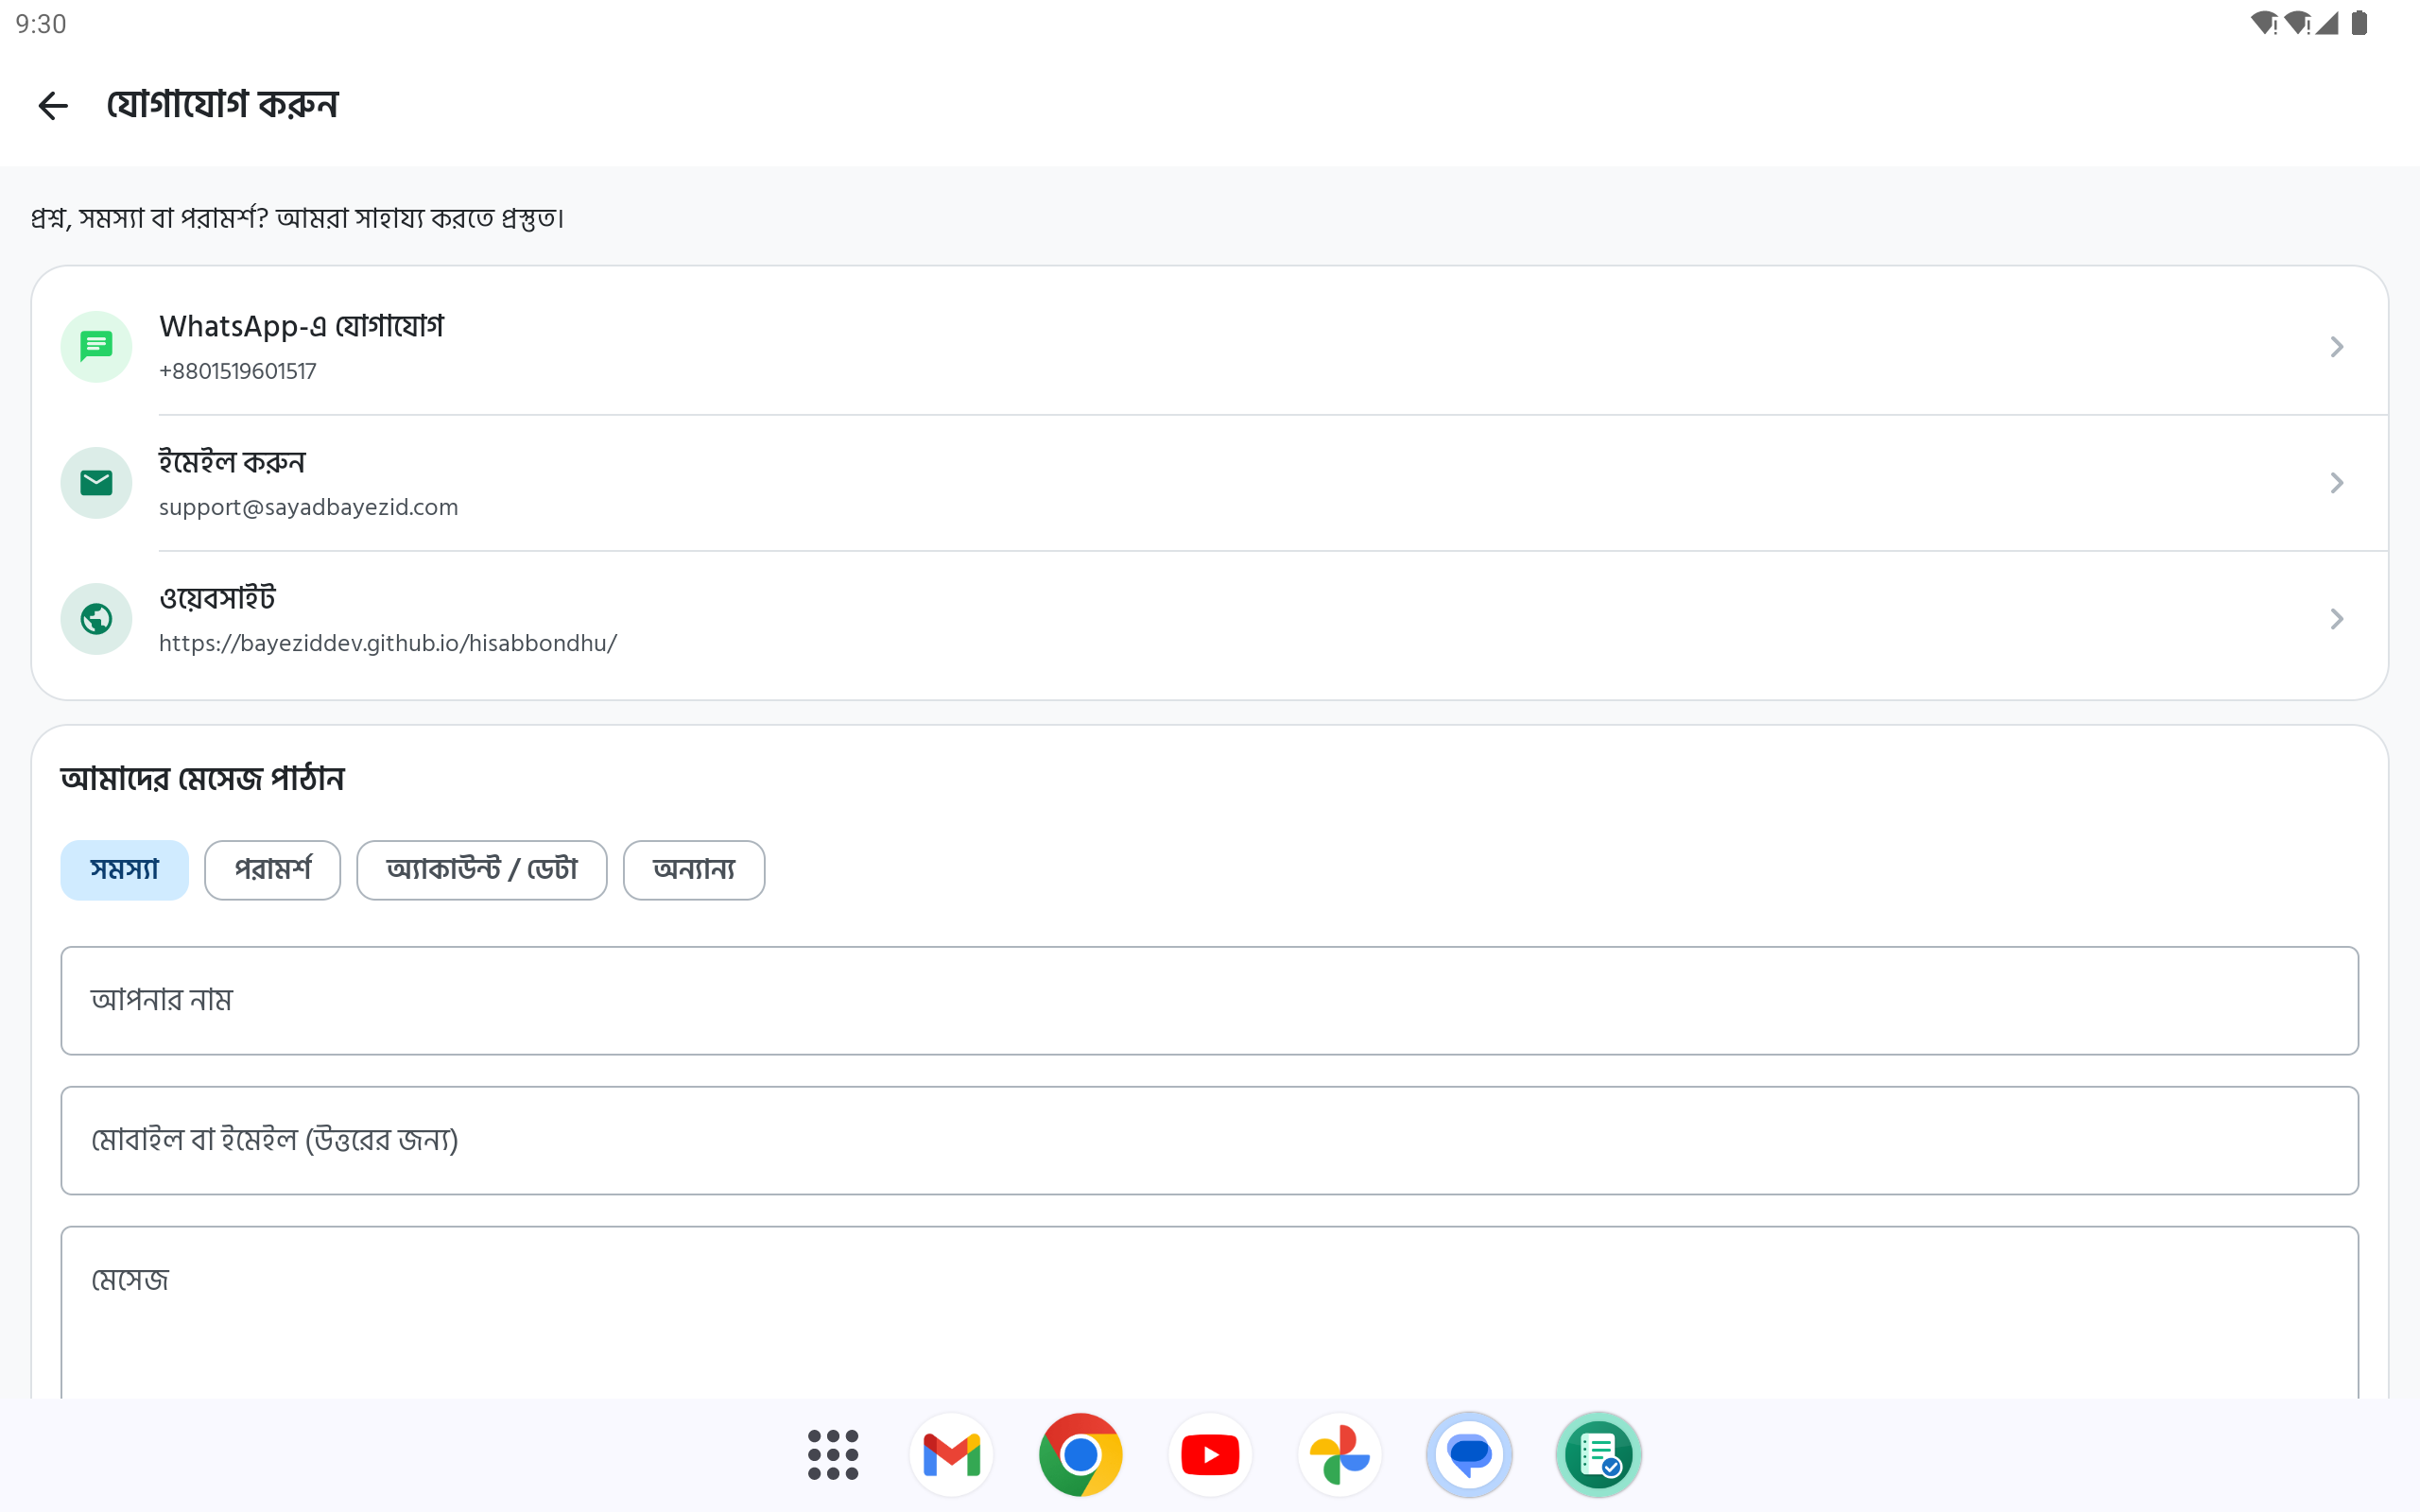 9:30
যোগাযোগ করুন
প্রশ্ন, সমস্যা বা পরামর্শ? আমরা সাহায্য করতে প্রস্তুত।
WhatsApp-এ যোগাযোগ
+8801519601517
ইমেইল করুন
support@sayadbayezid.com
ওয়েবসাইট
https://bayeziddev.github.io/hisabbondhu/
আমাদের মেসেজ পাঠান
সমস্যা
পরামর্শ
অ্যাকাউন্ট / ডেটা
অন্যান্য
আপনার নাম
মোবাইল বা ইমেইল (উত্তরের জন্য)
মেসেজ